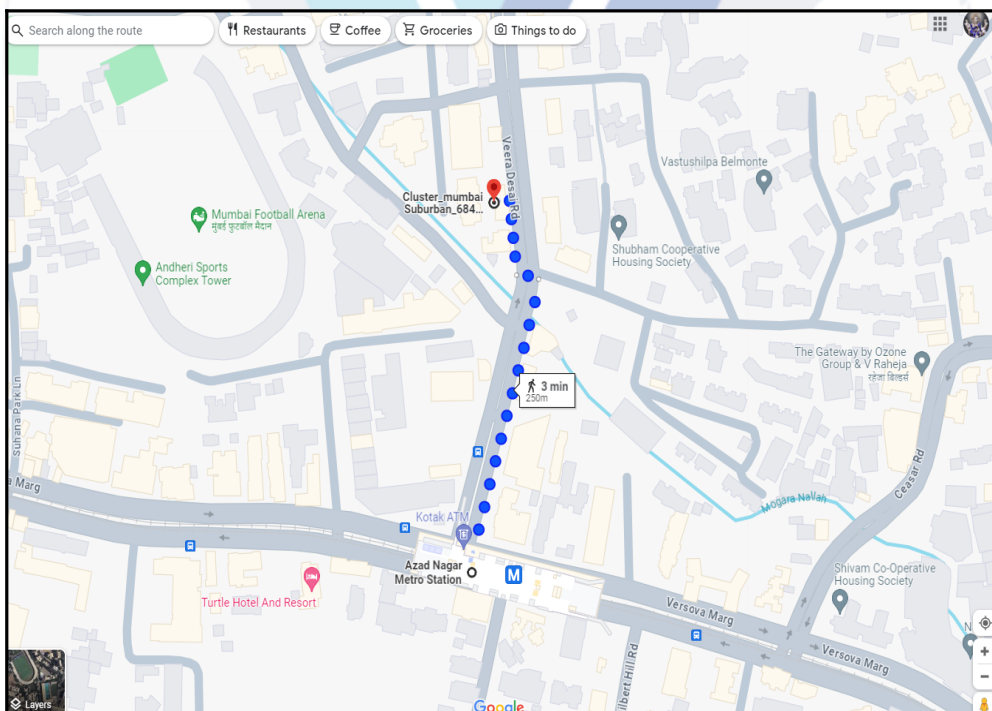 Search along the route
Restaurants
Coffee
Groceries
Things to do
Veera Desai Rd
Vastushilpa Belmonte
Cluster_mumbai
Suburban_684...
Mumbai Football Arena
मुंबई फुटबॉल मैदान
Shubham Cooperative
Housing Society
Andheri Sports
Complex Tower
The Gateway by Ozone
Group & V Raheja
रहेजा बिल्डर्स
3 min
250m
Suhana Park Ln
Ceasar Rd
a Marg
Mogara Nallah
Kotak ATM
Azad Nagar
Metro Station
M
Shivam Co-Operative
Housing Society
Turtle Hotel And Resort
Versova Marg
Versova Marg
ilbert Hill Rd
N
Layers
Google